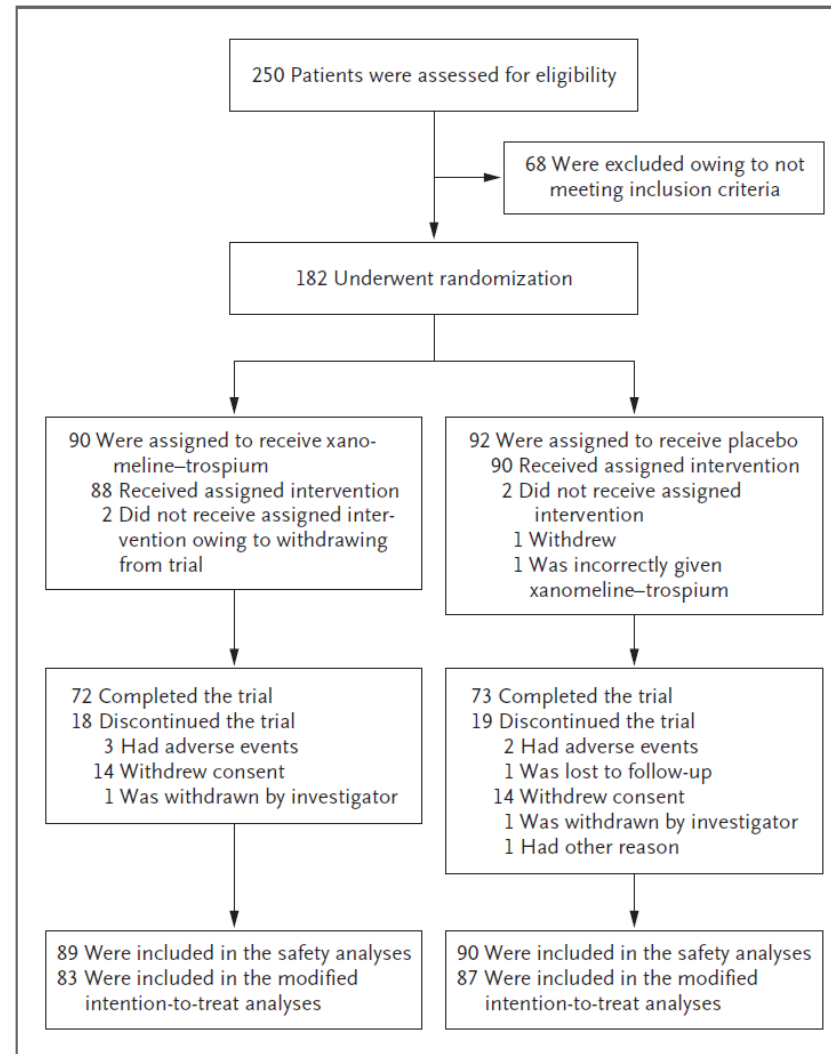 250 Patients were assessed for eligibility
68 Were excluded owing to not
meeting inclusion criteria
182 Underwent randomization
90 Were assigned to receive xano-
meline–trospium
88 Received assigned intervention
2 Did not receive assigned inter-
vention owing to withdrawing
from trial
92 Were assigned to receive placebo
90 Received assigned intervention
2 Did not receive assigned
intervention
1 Withdrew
1 Was incorrectly given
xanomeline–trospium
72 Completed the trial
18 Discontinued the trial
3 Had adverse events
14 Withdrew consent
1 Was withdrawn by investigator
73 Completed the trial
19 Discontinued the trial
2 Had adverse events
1 Was lost to follow-up
14 Withdrew consent
1 Was withdrawn by investigator
1 Had other reason
89 Were included in the safety analyses
83 Were included in the modified
intention-to-treat analyses
90 Were included in the safety analyses
87 Were included in the modified
intention-to-treat analyses